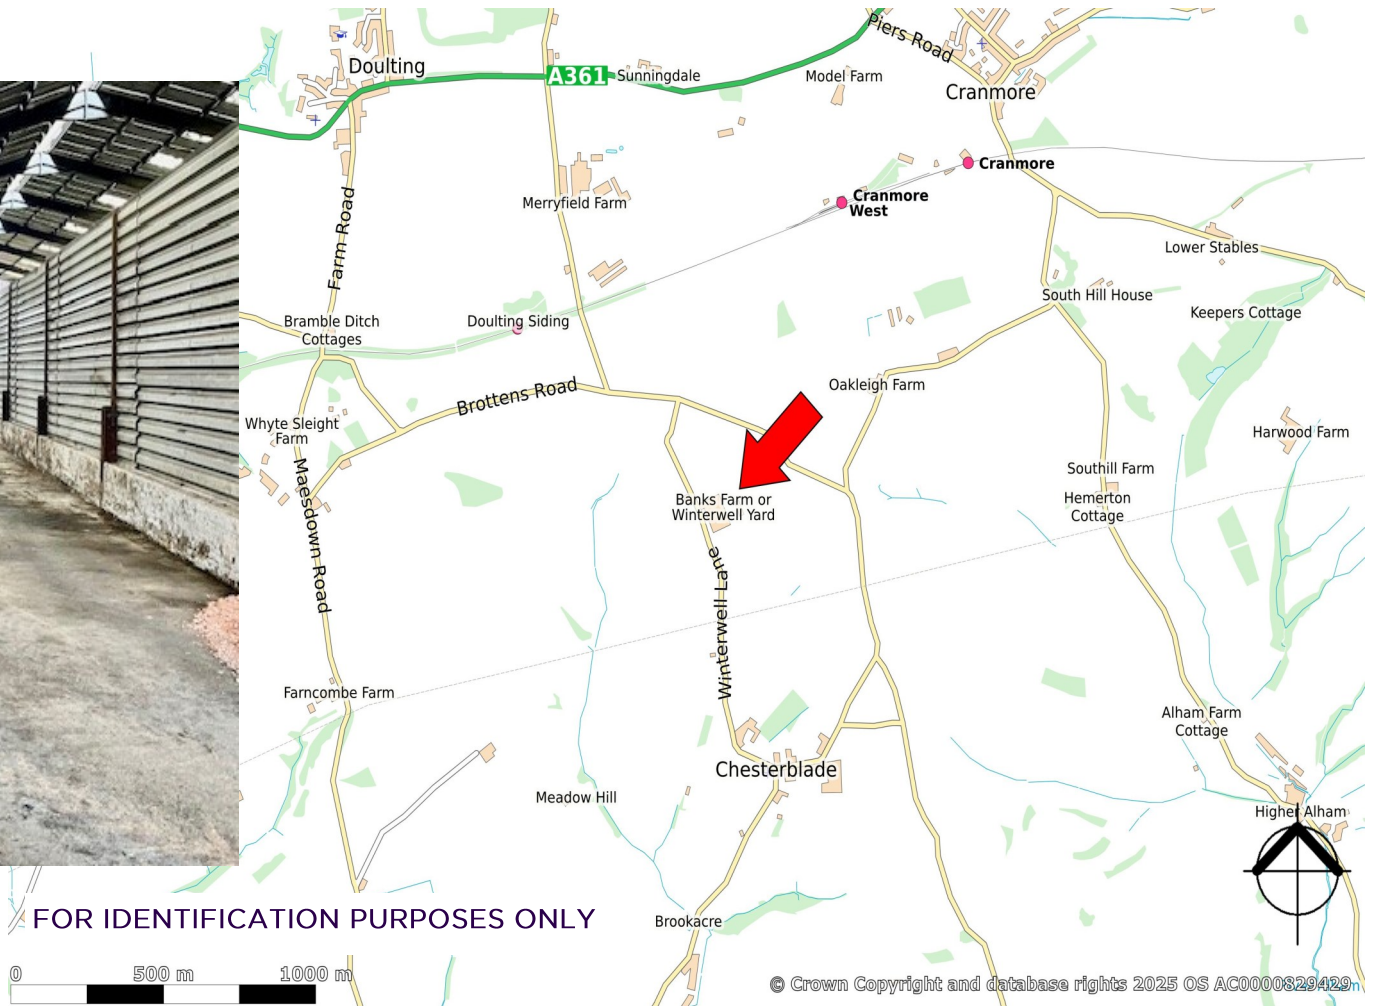 Piers Road
Doulting
A361
Sunningdale
Model Farm
Cranmore
Cranmore
Cranmore
West
Merryfield Farm
Farm Road
Lower Stables
South Hill House
Keepers Cottage
Bramble Ditch
Cottages
Doulting Siding
Oakleigh Farm
Brottens Road
Whyte Sleight
Farm
Harwood Farm
Maesdown Road
Southill Farm
Hemerton
Cottage
Banks Farm or
Winterwell Yard
Winterwell Lane
Farncombe Farm
Alham Farm
Cottage
Chesterblade
Meadow Hill
Higher Alham
Brookacre
FOR IDENTIFICATION PURPOSES ONLY
0 500 m 1000 m
© Crown Copyright and database rights 2025 OS AC0000829429